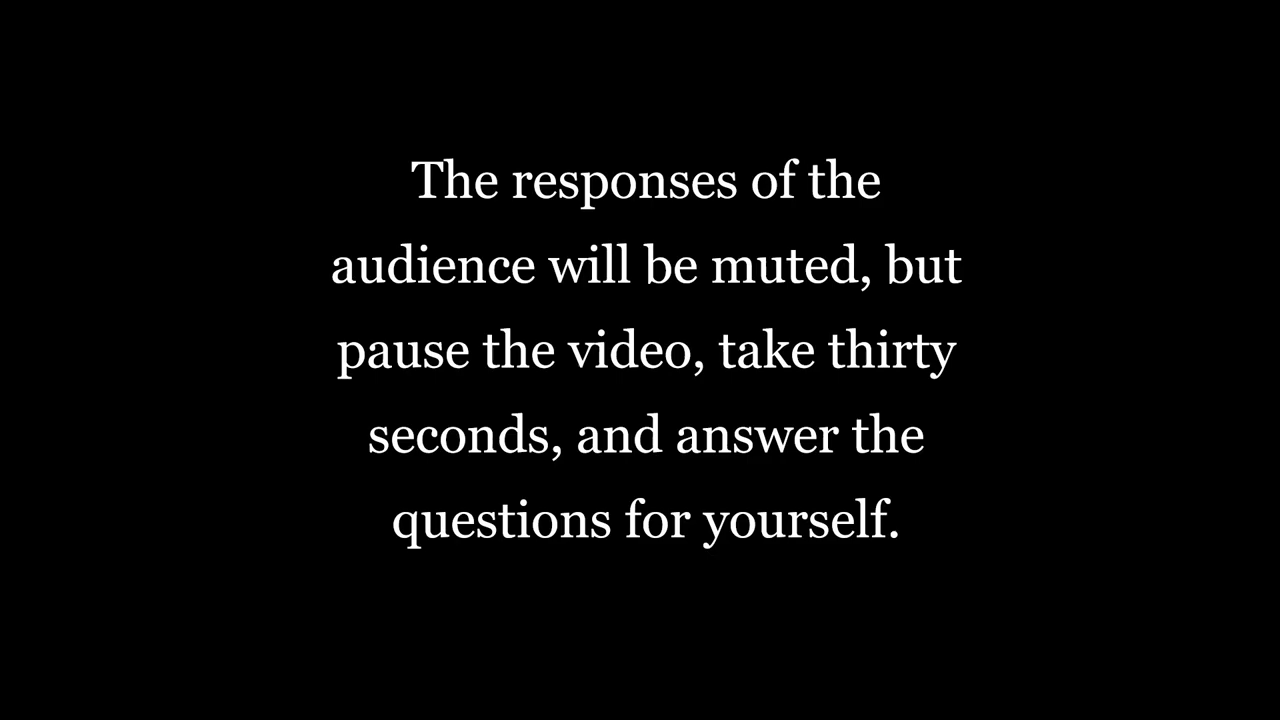 The responses of the
audience will be muted, but
pause the video, take thirty
seconds, and answer the
questions for yourself.